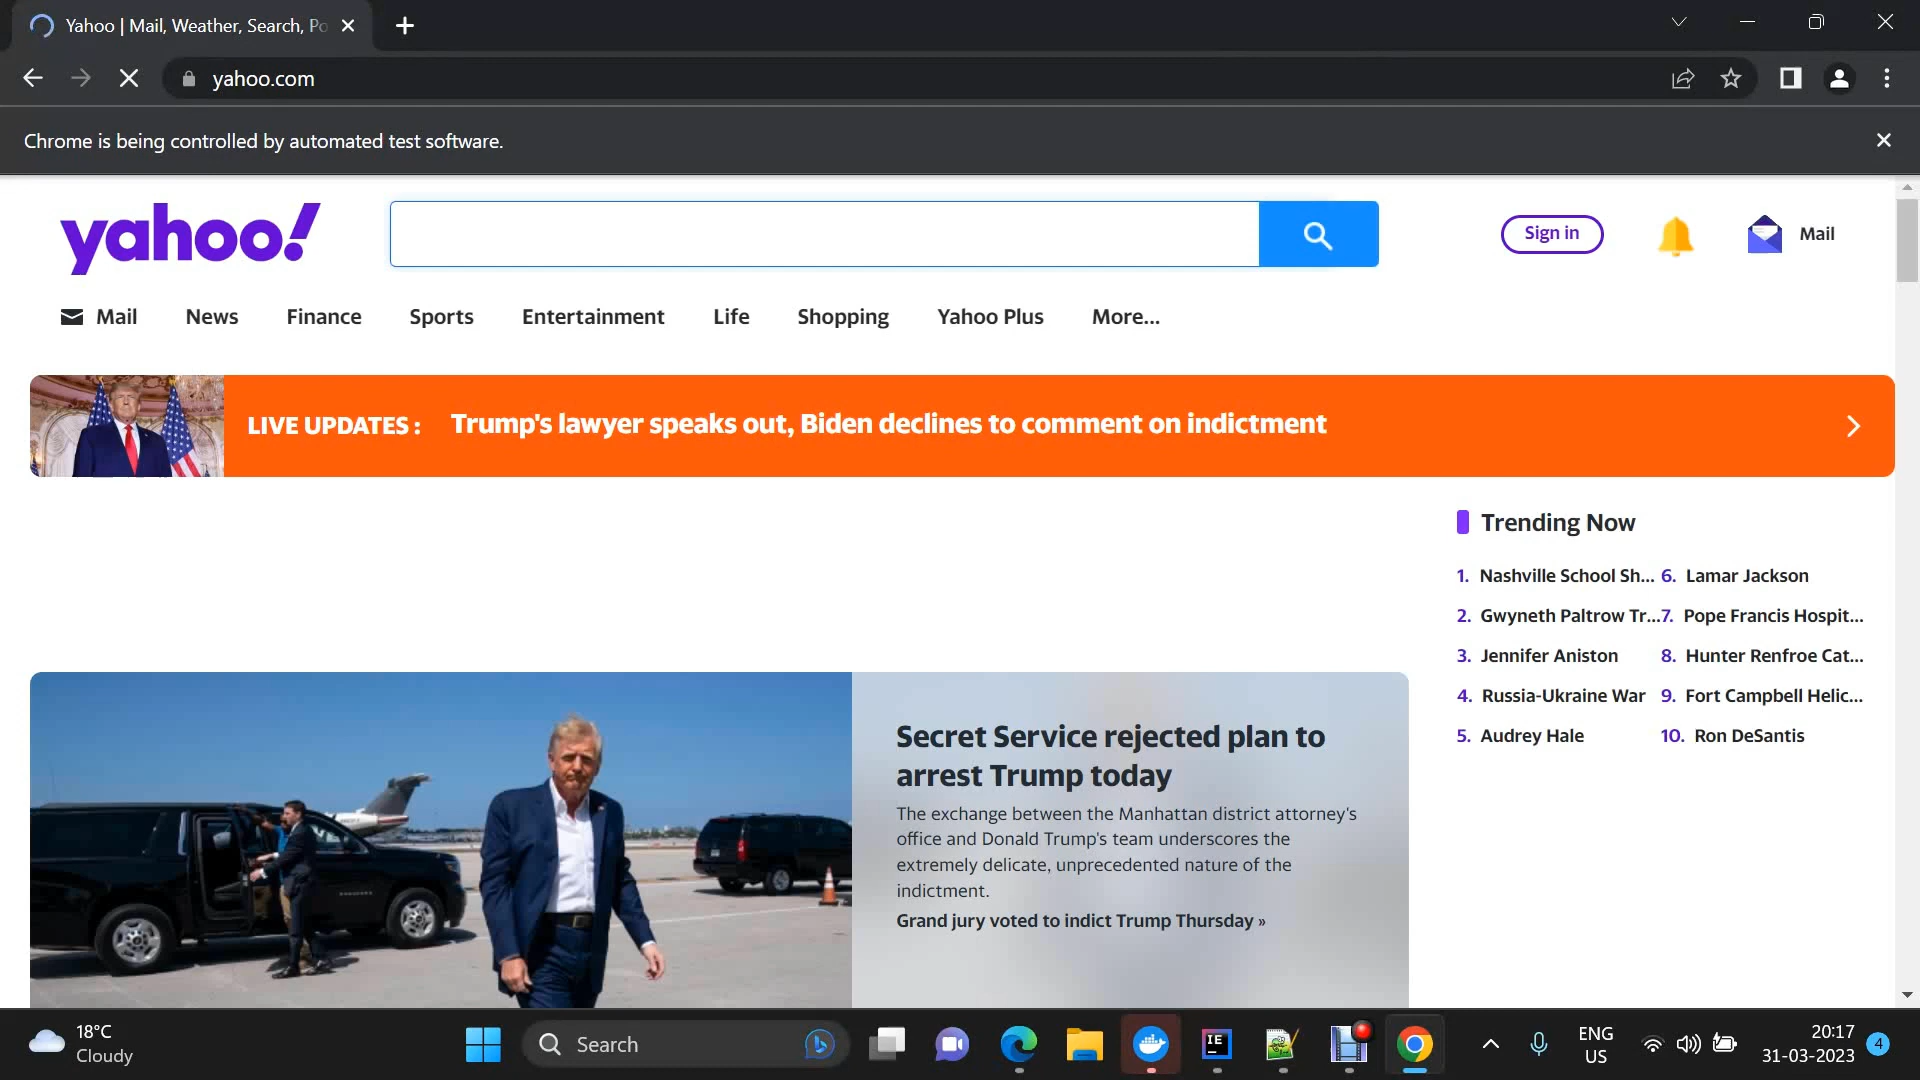 Yahoo | Mail, Weather, Search, Po
yahoo.com
Chrome is being controlled by automated test software.
yahoo!
Sign in
Mail
Mail News Finance Sports Entertainment Life Shopping Yahoo Plus More...
LIVE UPDATES : Trump's lawyer speaks out, Biden declines to comment on indictment
Trending Now
1. Nashville School Sh... 6. Lamar Jackson
2. Gwyneth Paltrow Tr... 7. Pope Francis Hospit...
3. Jennifer Aniston 8. Hunter Renfroe Cat...
4. Russia-Ukraine War 9. Fort Campbell Helic...
5. Audrey Hale 10. Ron DeSantis
Secret Service rejected plan to
arrest Trump today
The exchange between the Manhattan district attorney's
office and Donald Trump's team underscores the
extremely delicate, unprecedented nature of the
indictment.
Grand jury voted to indict Trump Thursday »
18°C
Cloudy
Search
IE
ENG
US
20:17
31-03-2023
4